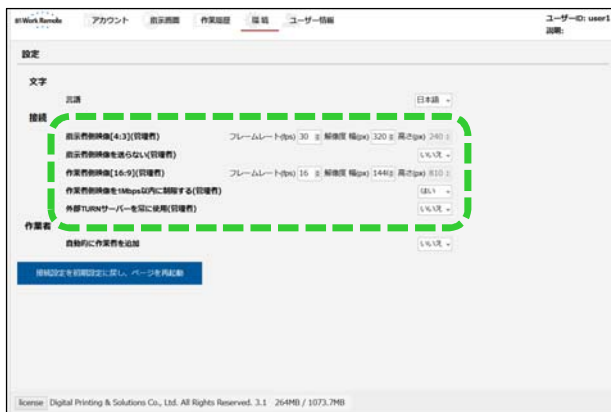 Work Remote アカウント 指示画面 作業履歴 環境 ユーザー情報 ユーザーID: user1
説明:
設定
文字
言語 日本語
接続
指示者側映像[4:3](管理者) フレームレート(fps) 30 解像度 幅(px) 320 高さ(px) 240
指示者側映像を送らない(管理者) いいえ
作業者側映像[16:9](管理者) フレームレート(fps) 16 解像度 幅(px) 1440 高さ(px) 810
作業者側映像を1Mbps以内に制限する(管理者) はい
外部TURNサーバーを常に使用(管理者) いいえ
作業者
自動的に作業者を追加 いいえ
接続設定を初期設定に戻し、ページを再起動
license Digital Printing & Solutions Co., Ltd. All Rights Reserved. 3.1 264MB / 1073.7MB